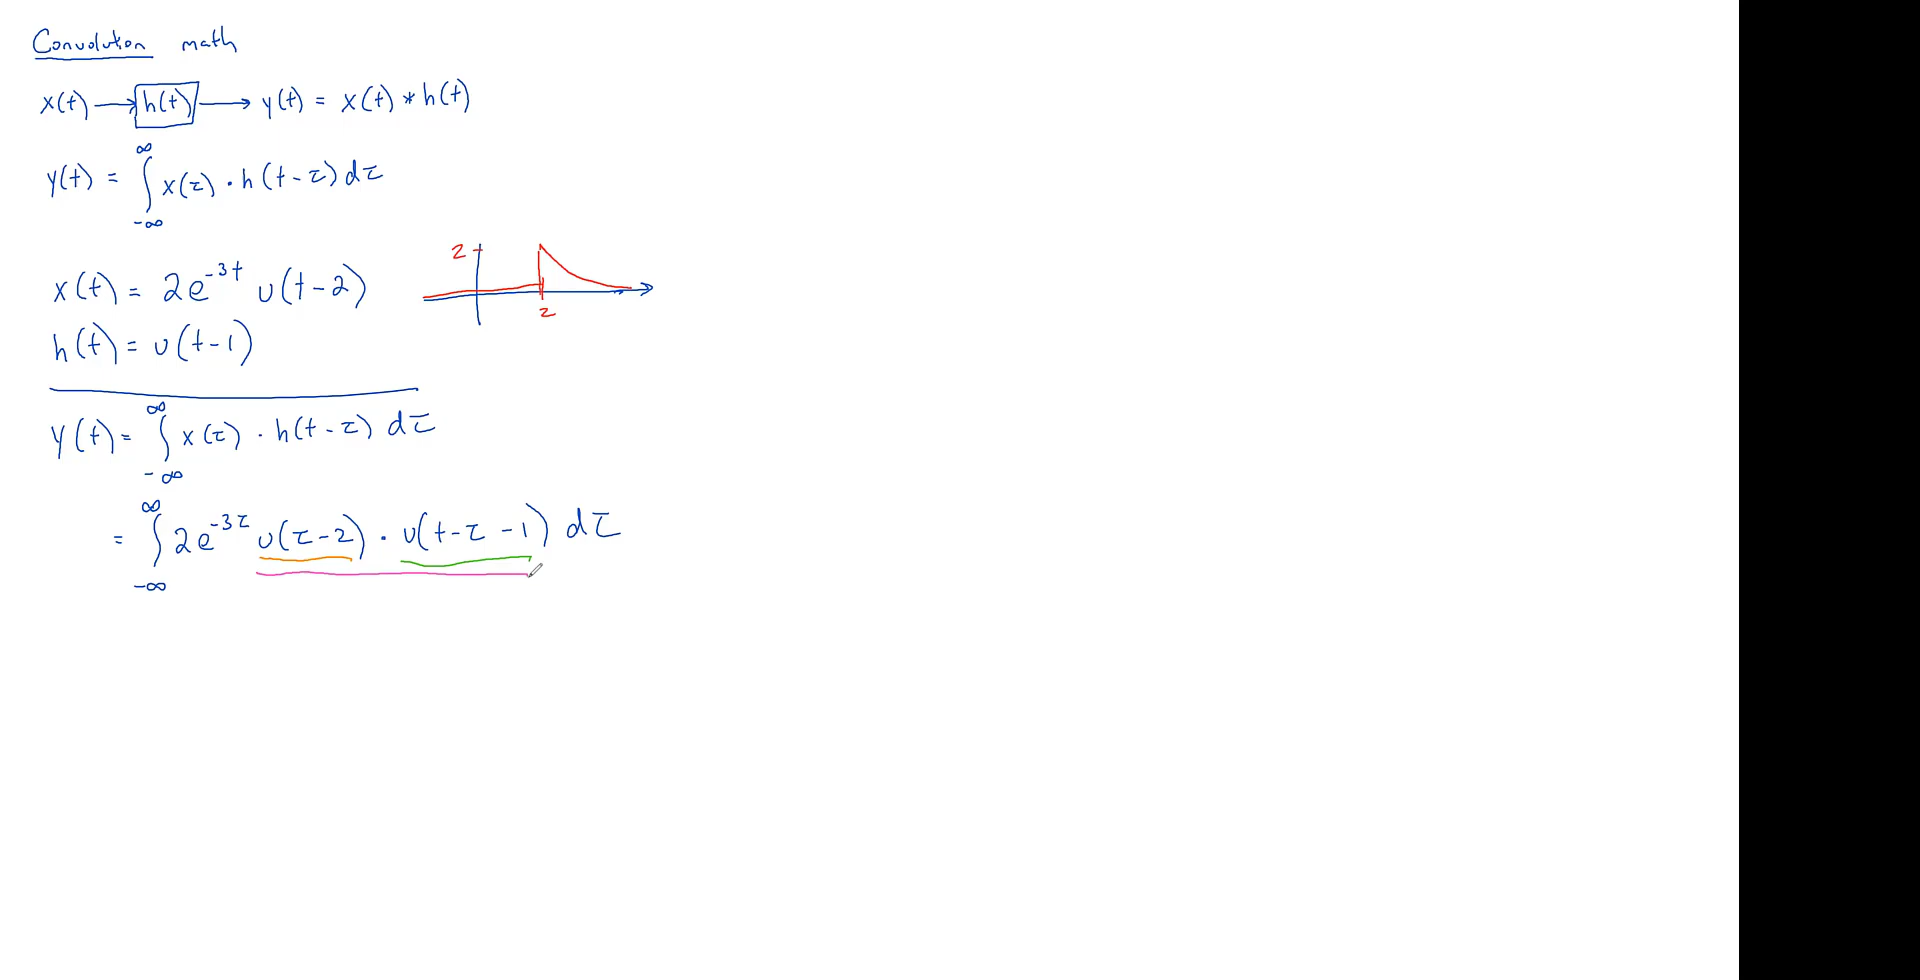 Convolution math
x(t) → h(t) → y(t) = x(t) * h(t)
y(t) = ∫_{-∞}^{∞} x(τ) · h(t-τ) dτ
2
x(t) = 2e^{-3t} u(t-2)
2
h(t) = u(t-1)
y(t) = ∫_{-∞}^{∞} x(τ) · h(t-τ) dτ
= ∫_{-∞}^{∞} 2e^{-3τ} u(τ-2) · u(t-τ-1) dτ